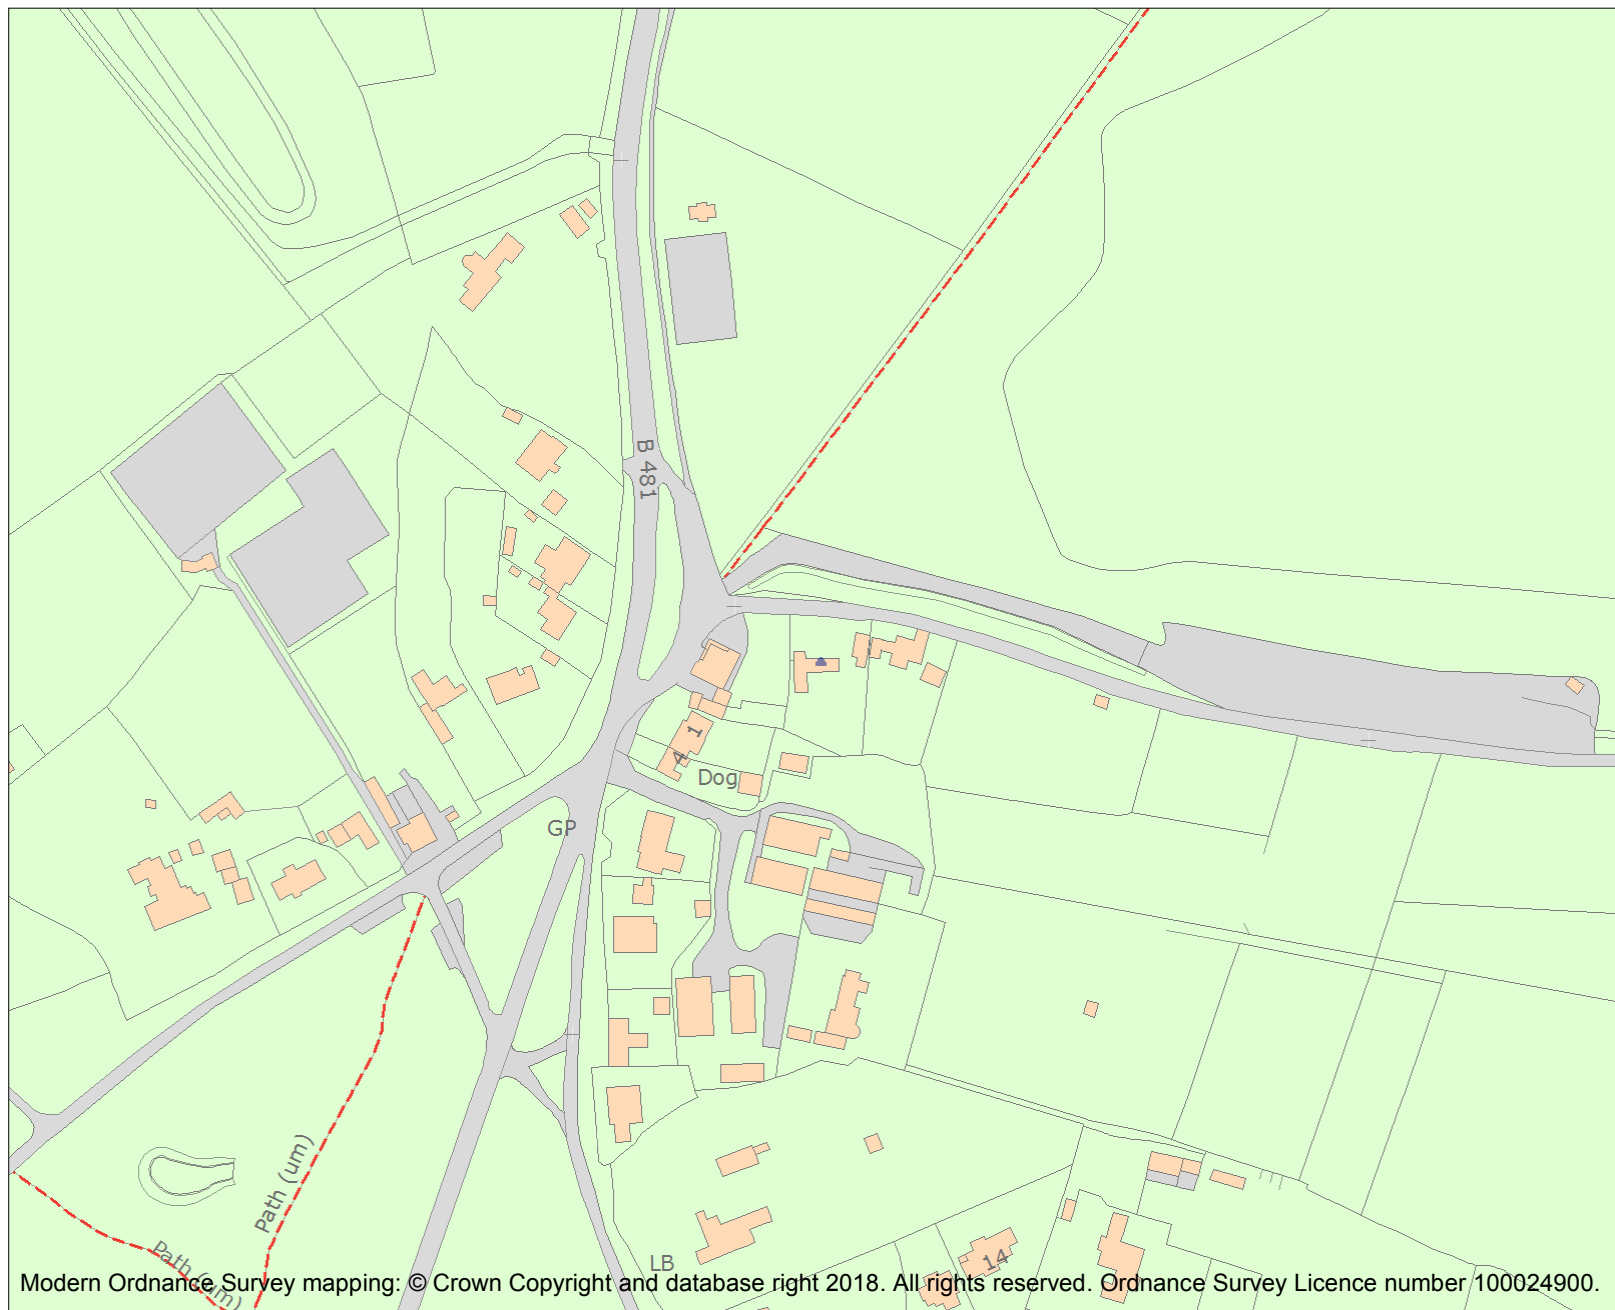 B 481
1
4
Dog
GP
Path (um)
Path (um)
LB
14
Modern Ordnance Survey mapping: © Crown Copyright and database right 2018. All rights reserved. Ordnance Survey Licence number 100024900.